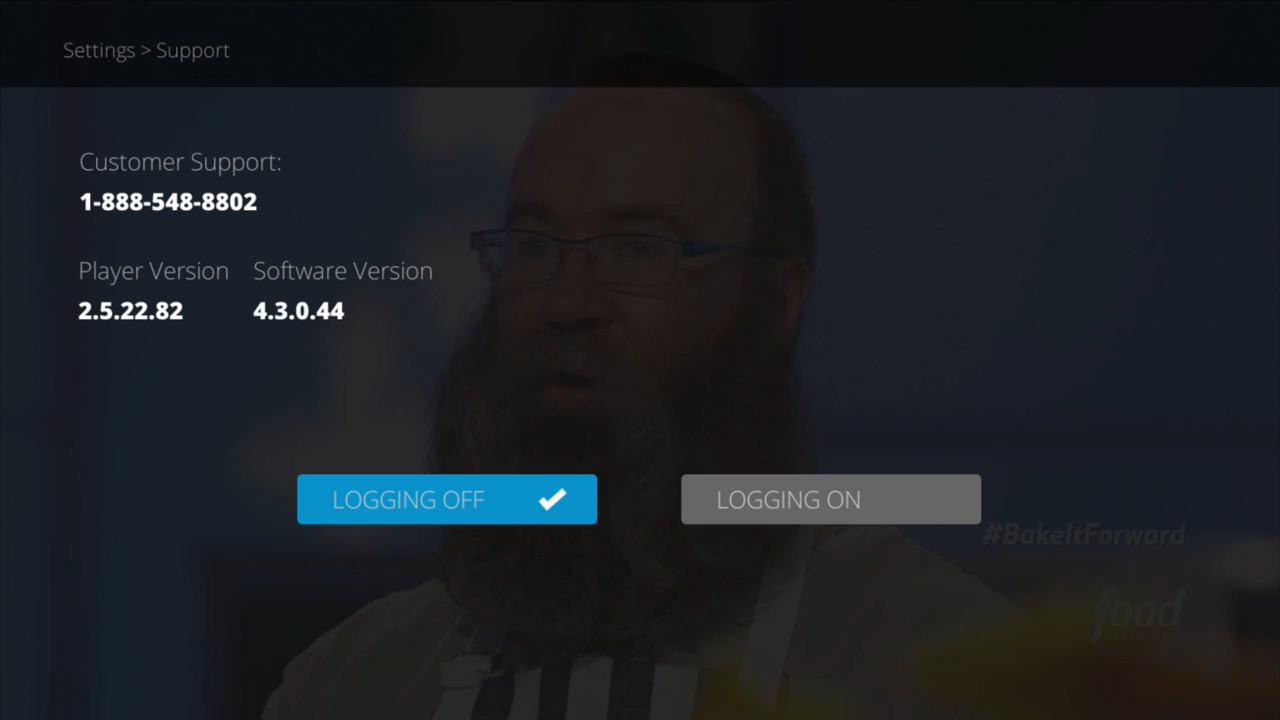 Settings > Support
Customer Support:
1-888-548-8802
Player Version Software Version
2.5.22.82 4.3.0.44
LOGGING OFF LOGGING ON
#BakeItForward
food